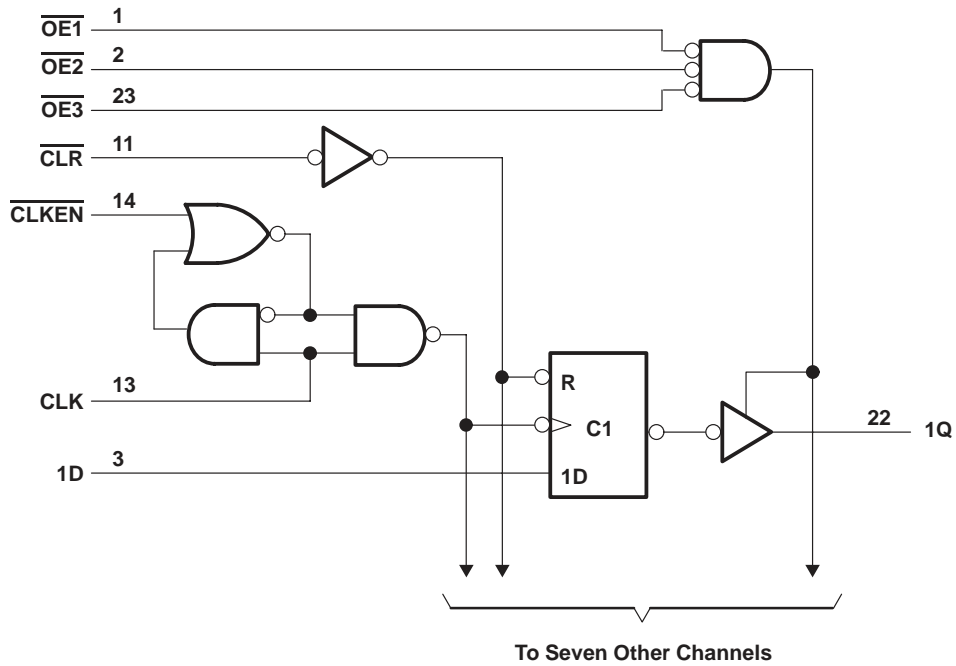 OE1 1
OE2 2
OE3 23
CLR 11
CLKEN 14
CLK 13
1D 3
R
C1
1D
22 1Q
To Seven Other Channels